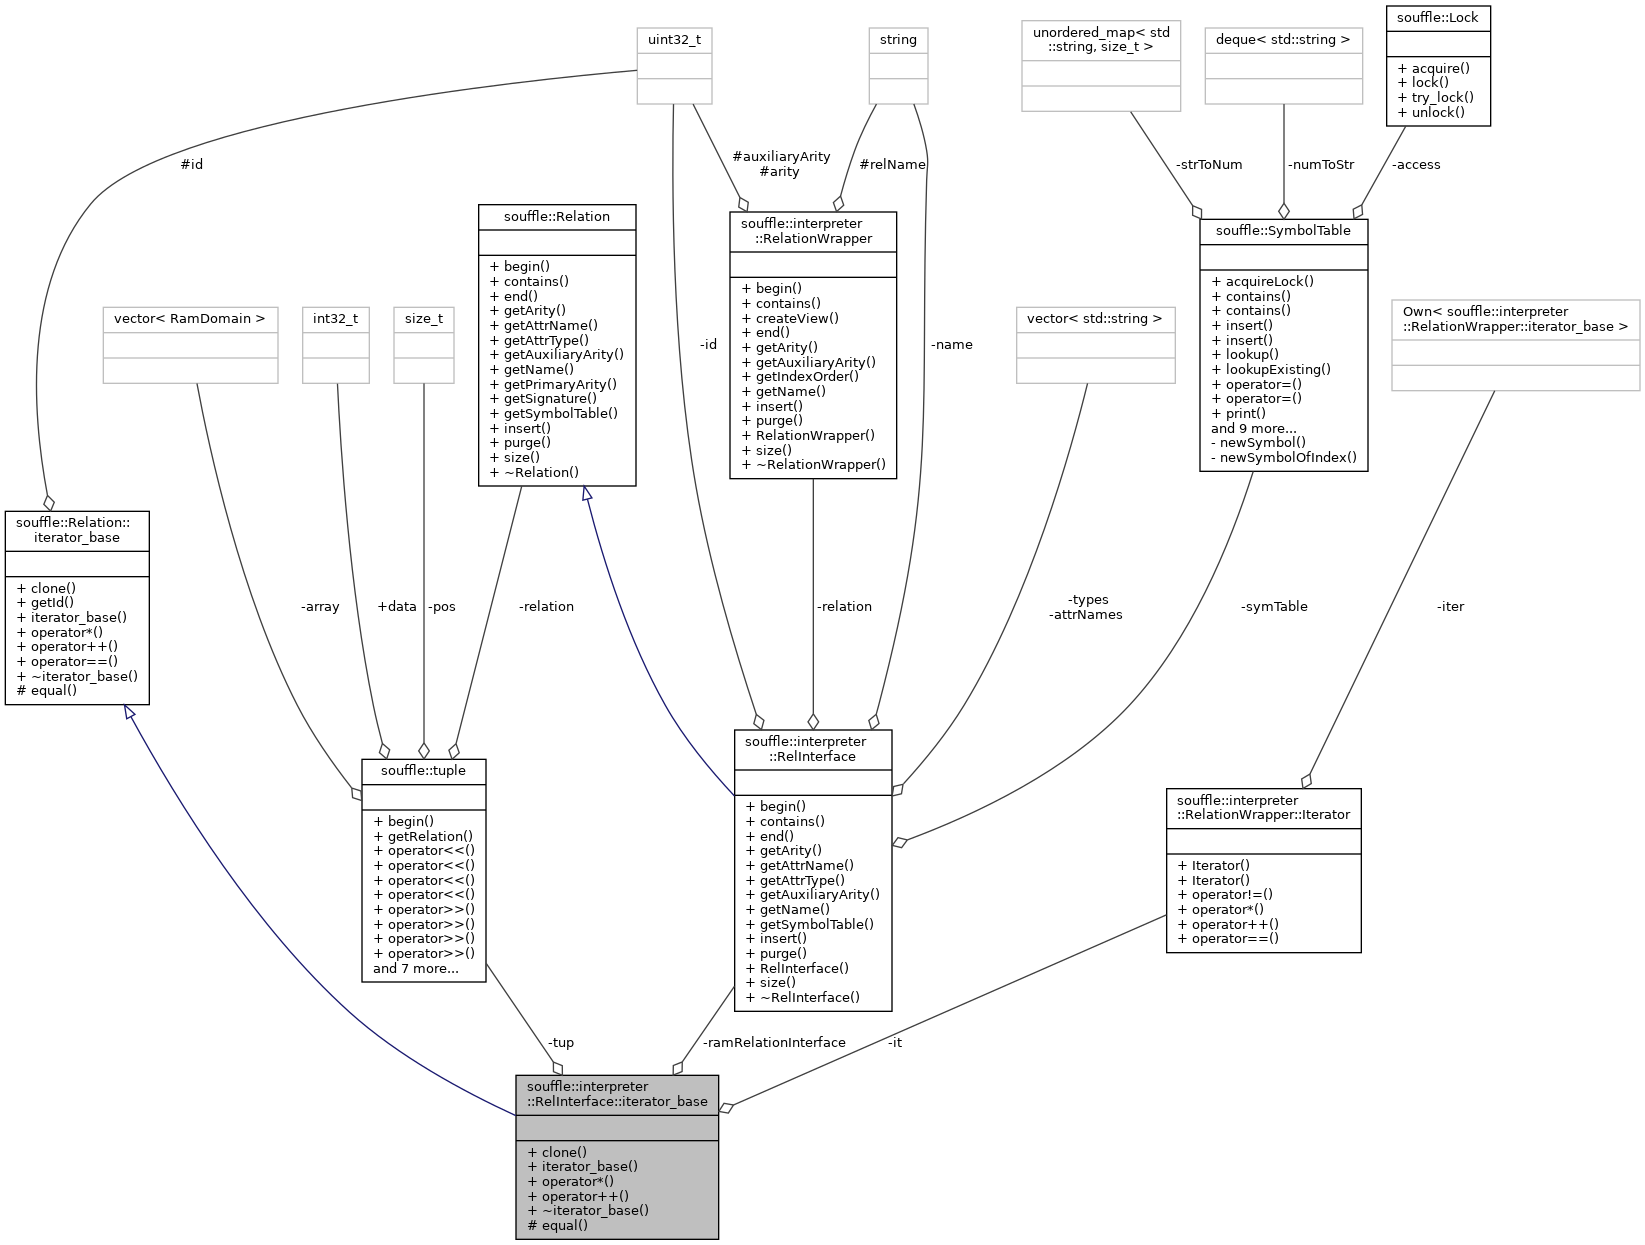 uint32_t
string
unordered_map< std
::string, size_t >
deque< std::string >
souffle::Lock
+ acquire()
+ lock()
+ try_lock()
+ unlock()
#id
#auxiliaryArity
#arity
#relName
-strToNum
-numToStr
-access
souffle::Relation
+ begin()
+ contains()
+ end()
+ getArity()
+ getAttrName()
+ getAttrType()
+ getAuxiliaryArity()
+ getName()
+ getPrimaryArity()
+ getSignature()
+ getSymbolTable()
+ insert()
+ purge()
+ size()
+ ~Relation()
souffle::interpreter
::RelationWrapper
+ begin()
+ contains()
+ createView()
+ end()
+ getArity()
+ getAuxiliaryArity()
+ getIndexOrder()
+ getName()
+ insert()
+ purge()
+ RelationWrapper()
+ size()
+ ~RelationWrapper()
souffle::SymbolTable
+ acquireLock()
+ contains()
+ contains()
+ insert()
+ insert()
+ lookup()
+ lookupExisting()
+ operator=()
+ operator=()
+ print()
and 9 more...
- newSymbol()
- newSymbolOfIndex()
vector< RamDomain >
int32_t
size_t
-id
-name
vector< std::string >
Own< souffle::interpreter
::RelationWrapper::iterator_base >
souffle::Relation::
iterator_base
+ clone()
+ getId()
+ iterator_base()
+ operator*()
+ operator++()
+ operator==()
+ ~iterator_base()
# equal()
-array
+data
-pos
-relation
-relation
-types
-attrNames
-symTable
-iter
souffle::tuple
+ begin()
+ getRelation()
+ operator<<()
+ operator<<()
+ operator<<()
+ operator<<()
+ operator>>()
+ operator>>()
+ operator>>()
+ operator>>()
and 7 more...
souffle::interpreter
::RelInterface
+ begin()
+ contains()
+ end()
+ getArity()
+ getAttrName()
+ getAttrType()
+ getAuxiliaryArity()
+ getName()
+ getSymbolTable()
+ insert()
+ purge()
+ RelInterface()
+ size()
+ ~RelInterface()
souffle::interpreter
::RelationWrapper::Iterator
+ Iterator()
+ Iterator()
+ operator!=()
+ operator*()
+ operator++()
+ operator==()
-tup
-ramRelationInterface
-it
souffle::interpreter
::RelInterface::iterator_base
+ clone()
+ iterator_base()
+ operator*()
+ operator++()
+ ~iterator_base()
# equal()